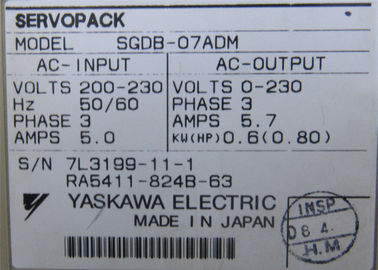 SERVOPACK
MODEL SGDB-07ADM
AC-INPUT AC-OUTPUT
VOLTS 200-230 VOLTS 0-230
Hz 50/60 PHASE 3
PHASE 3 AMPS 5.7
AMPS 5.0 KW(HP) 0.6(0.80)
S/N 7L3199-11-1
RA5411-824B-63
YASKAWA ELECTRIC
MADE IN JAPAN
INSP
08 4.
H.M